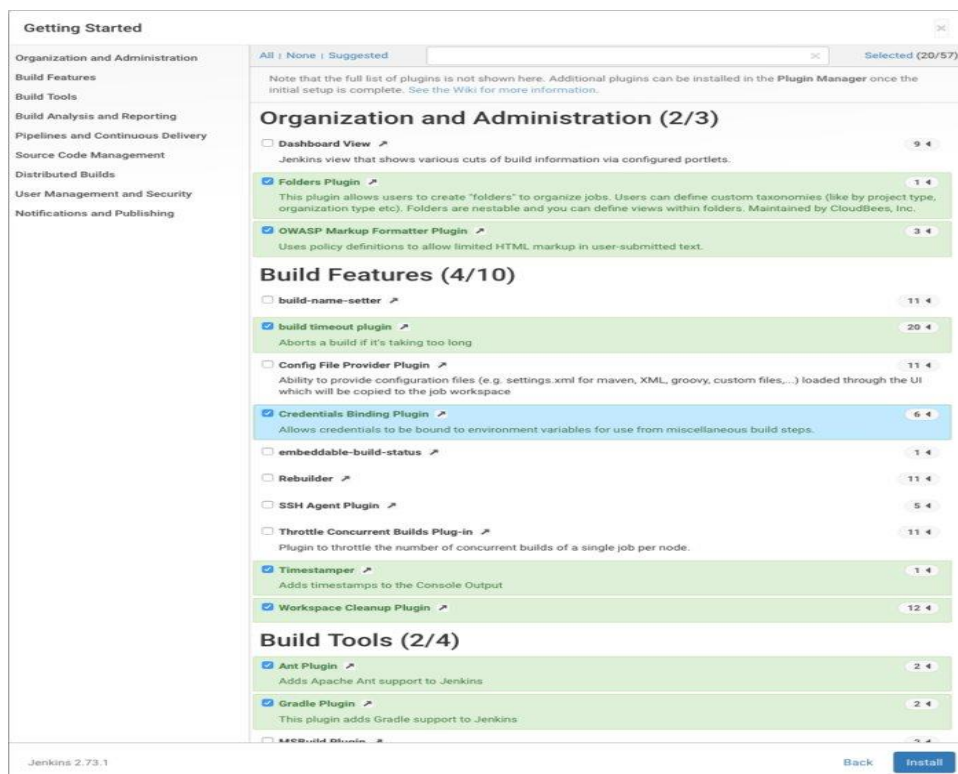 Getting Started
×
Organization and Administration
Build Features
Build Tools
Build Analysis and Reporting
Pipelines and Continuous Delivery
Source Code Management
Distributed Builds
User Management and Security
Notifications and Publishing
All | None | Suggested
×
Selected (20/57)
Note that the full list of plugins is not shown here. Additional plugins can be installed in the Plugin Manager once the
initial setup is complete. See the Wiki for more information.
Organization and Administration (2/3)
Dashboard View 9
Jenkins view that shows various cuts of build information via configured portlets.
Folders Plugin 1
This plugin allows users to create "folders" to organize jobs. Users can define custom taxonomies (like by project type,
organization type etc). Folders are nestable and you can define views within folders. Maintained by CloudBees, Inc.
OWASP Markup Formatter Plugin 3
Uses policy definitions to allow limited HTML markup in user-submitted text.
Build Features (4/10)
build-name-setter 11
build timeout plugin 20
Aborts a build if it's taking too long
Config File Provider Plugin 11
Ability to provide configuration files (e.g. settings.xml for maven, XML, groovy, custom files,...) loaded through the UI
which will be copied to the job workspace
Credentials Binding Plugin 6
Allows credentials to be bound to environment variables for use from miscellaneous build steps.
embeddable-build-status 1
Rebuilder 11
SSH Agent Plugin 5
Throttle Concurrent Builds Plug-in 11
Plugin to throttle the number of concurrent builds of a single job per node.
Timestamper 1
Adds timestamps to the Console Output
Workspace Cleanup Plugin 12
Build Tools (2/4)
Ant Plugin 2
Adds Apache Ant support to Jenkins
Gradle Plugin 2
This plugin adds Gradle support to Jenkins
MSBuild Plugin
Jenkins 2.73.1
Back
Install